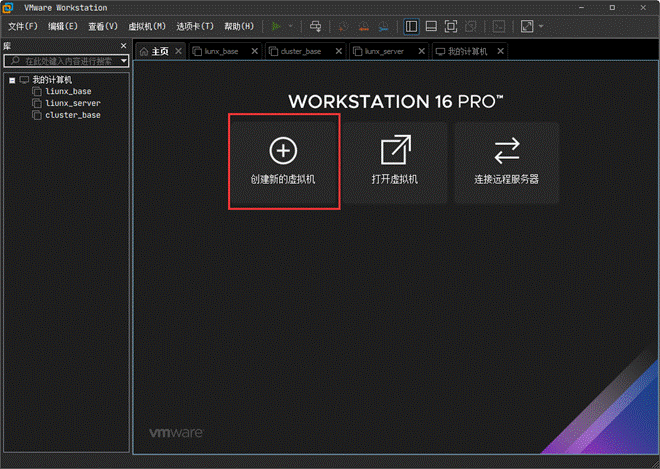 VMware Workstation
文件(F) 编辑(E) 查看(V) 虚拟机(M) 选项卡(T) 帮助(H)
库
在此处键入内容进行搜索
我的计算机
liunx_base
liunx_server
cluster_base
主页 liunx_base cluster_base liunx_server 我的计算机
WORKSTATION 16 PRO™
创建新的虚拟机 打开虚拟机 连接远程服务器
vmware